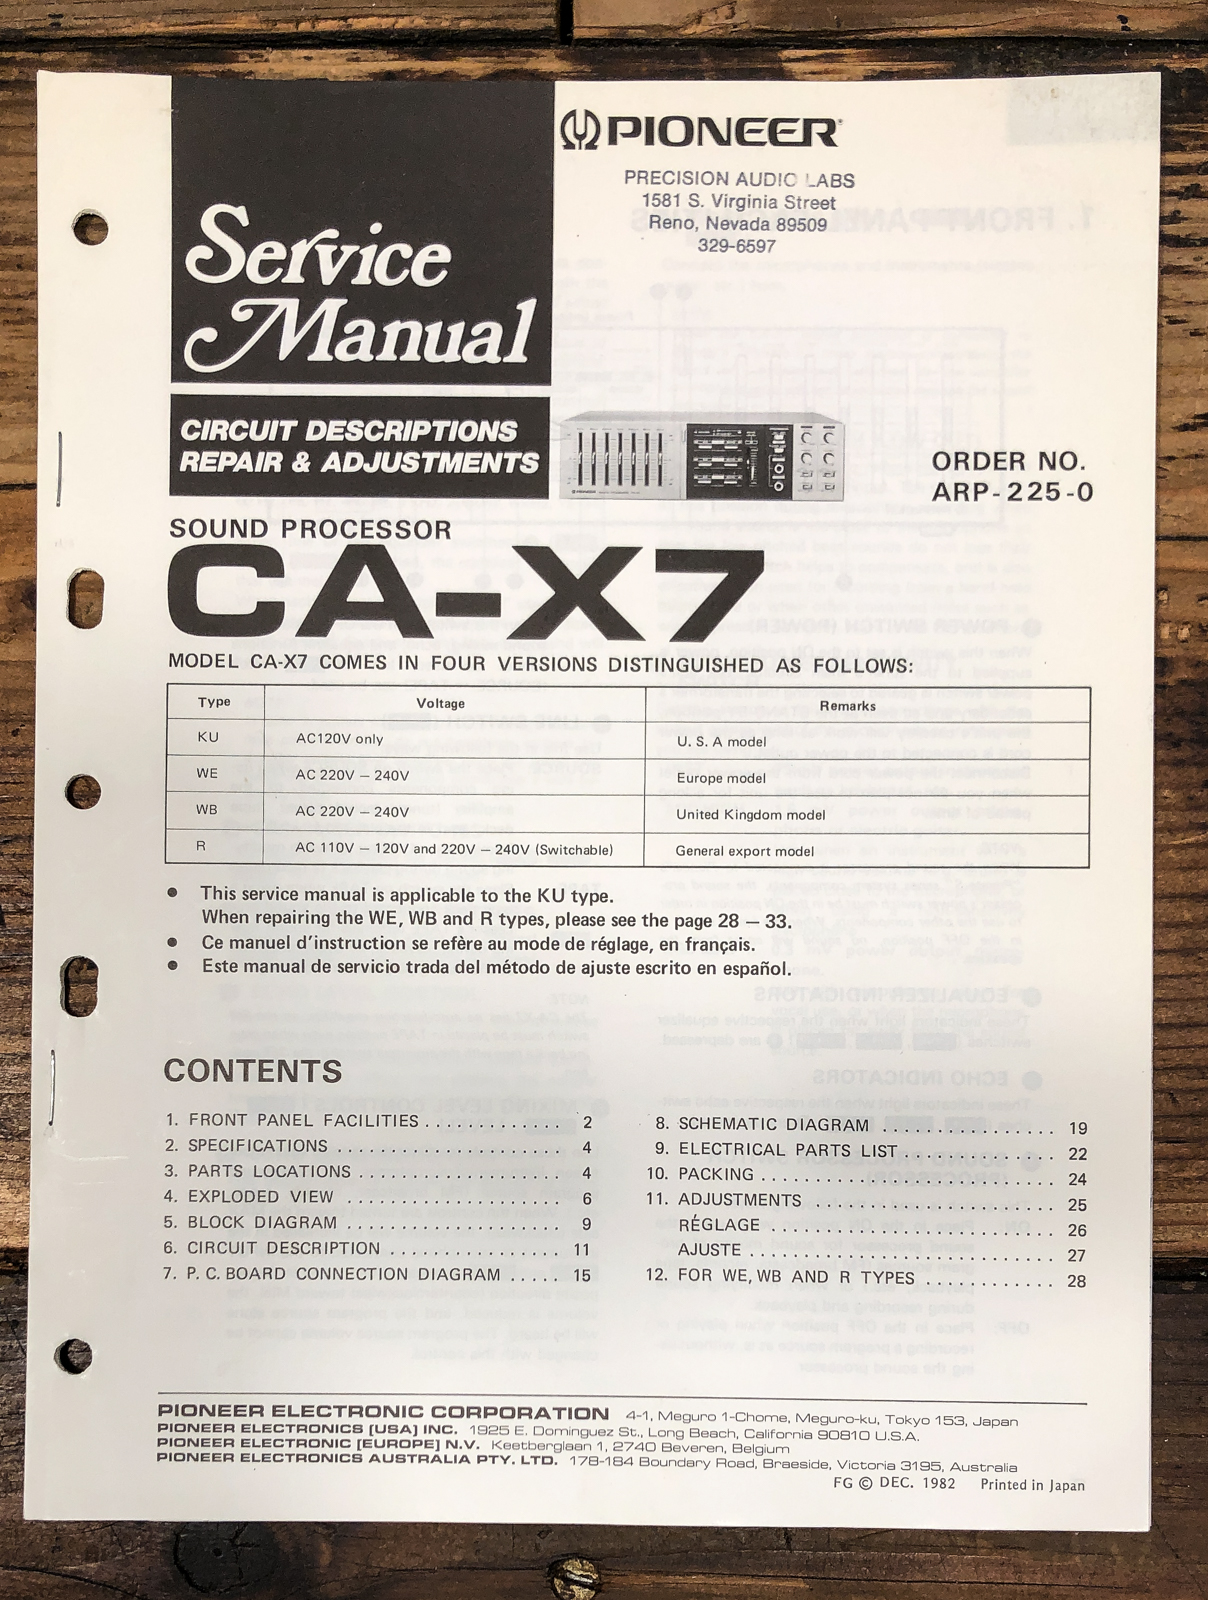 Service
Manual
CIRCUIT DESCRIPTIONS
REPAIR & ADJUSTMENTS
PIONEER®
PRECISION AUDIO LABS
1581 S. Virginia Street
Reno, Nevada 89509
329-6597
ORDER NO.
ARP-225-0
SOUND PROCESSOR
CA-X7
MODEL CA-X7 COMES IN FOUR VERSIONS DISTINGUISHED AS FOLLOWS:
Type Voltage Remarks
KU AC120V only U. S. A model
WE AC 220V – 240V Europe model
WB AC 220V – 240V United Kingdom model
R AC 110V – 120V and 220V – 240V (Switchable) General export model
● This service manual is applicable to the KU type.
When repairing the WE, WB and R types, please see the page 28 – 33.
● Ce manuel d'instruction se refère au mode de réglage, en français.
● Este manual de servicio trada del método de ajuste escrito en español.
CONTENTS
1. FRONT PANEL FACILITIES . . . . . . . . . . . . . 2
2. SPECIFICATIONS . . . . . . . . . . . . . . . . . . . . . 4
3. PARTS LOCATIONS . . . . . . . . . . . . . . . . . . . 4
4. EXPLODED VIEW . . . . . . . . . . . . . . . . . . . . 6
5. BLOCK DIAGRAM . . . . . . . . . . . . . . . . . . . . 9
6. CIRCUIT DESCRIPTION . . . . . . . . . . . . . . . . 11
7. P. C. BOARD CONNECTION DIAGRAM . . . . . 15
8. SCHEMATIC DIAGRAM . . . . . . . . . . . . . . . . 19
9. ELECTRICAL PARTS LIST . . . . . . . . . . . . . . 22
10. PACKING . . . . . . . . . . . . . . . . . . . . . . . . . . . 24
11. ADJUSTMENTS . . . . . . . . . . . . . . . . . . . . . . 25
RÉGLAGE . . . . . . . . . . . . . . . . . . . . . . . . . . 26
AJUSTE . . . . . . . . . . . . . . . . . . . . . . . . . . . . 27
12. FOR WE, WB AND R TYPES . . . . . . . . . . . . 28
PIONEER ELECTRONIC CORPORATION 4-1, Meguro 1-Chome, Meguro-ku, Tokyo 153, Japan
PIONEER ELECTRONICS [USA] INC. 1925 E. Dominguez St., Long Beach, California 90810 U.S.A.
PIONEER ELECTRONIC [EUROPE] N.V. Keetberglaan 1, 2740 Beveren, Belgium
PIONEER ELECTRONICS AUSTRALIA PTY. LTD. 178-184 Boundary Road, Braeside, Victoria 3195, Australia
FG © DEC. 1982 Printed in Japan